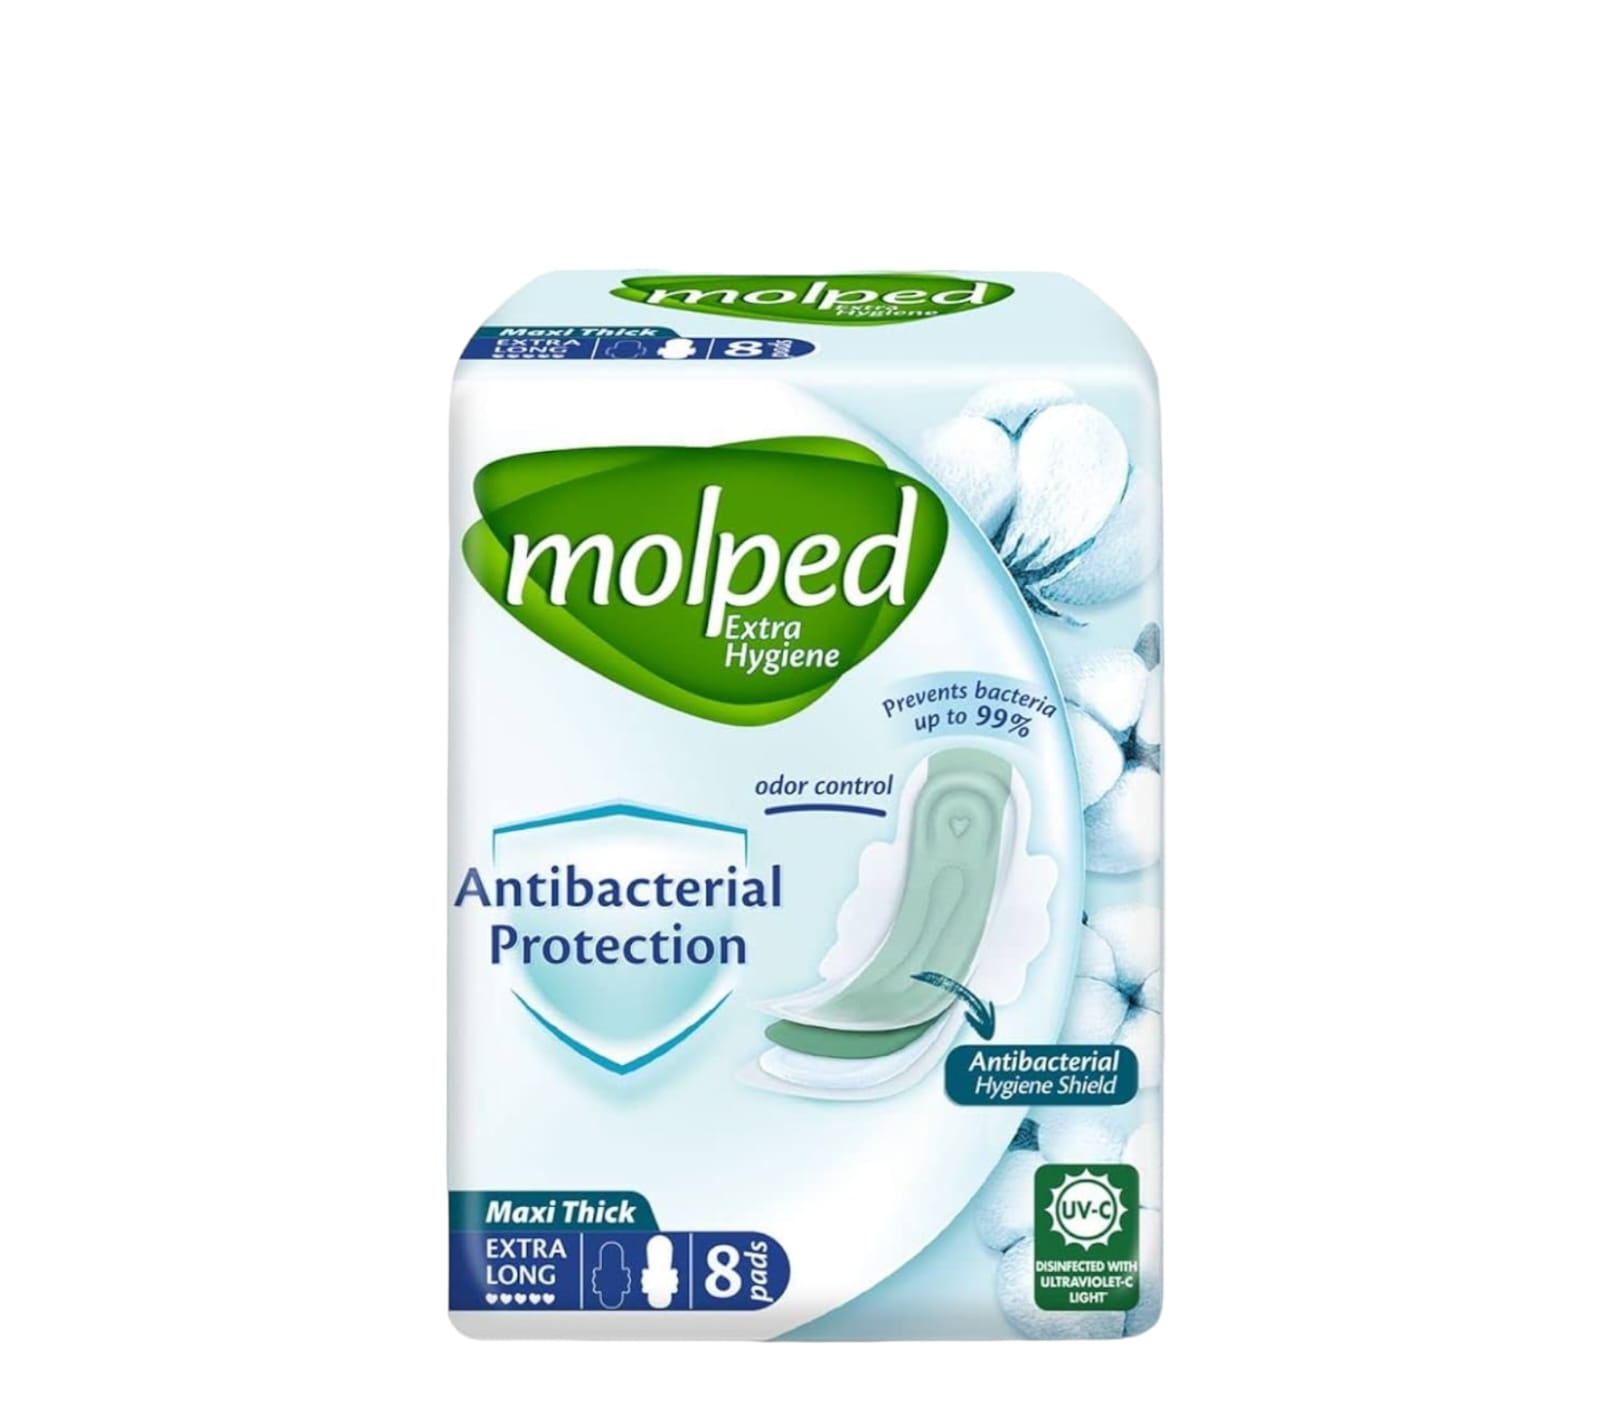 molped
Extra
Hygiene
Maxi Thick
EXTRA
LONG
8 pads
molped
Extra
Hygiene
Prevents bacteria
up to 99%
odor control
Antibacterial
Protection
Antibacterial
Hygiene Shield
Maxi Thick
EXTRA
LONG
8 pads
UV-C
DISINFECTED WITH
ULTRAVIOLET-C
LIGHT